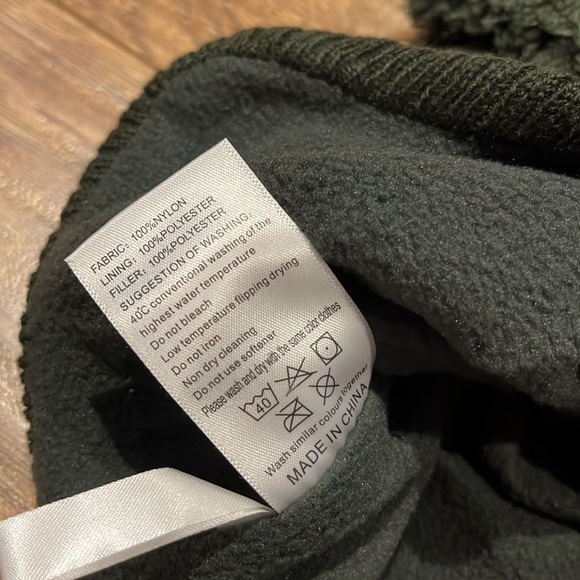 FABRIC: 100%NYLON
LINING: 100%POLYESTER
FILLER: 100%POLYESTER
SUGGESTION OF WASHING:
40℃ conventional washing of the
highest water temperature
Do not bleach
Low temperature flipping drying
Do not iron
Non dry cleaning
Do not use softener
Please wash and dry with the same color clothes
40
Wash similar colours together
MADE IN CHINA